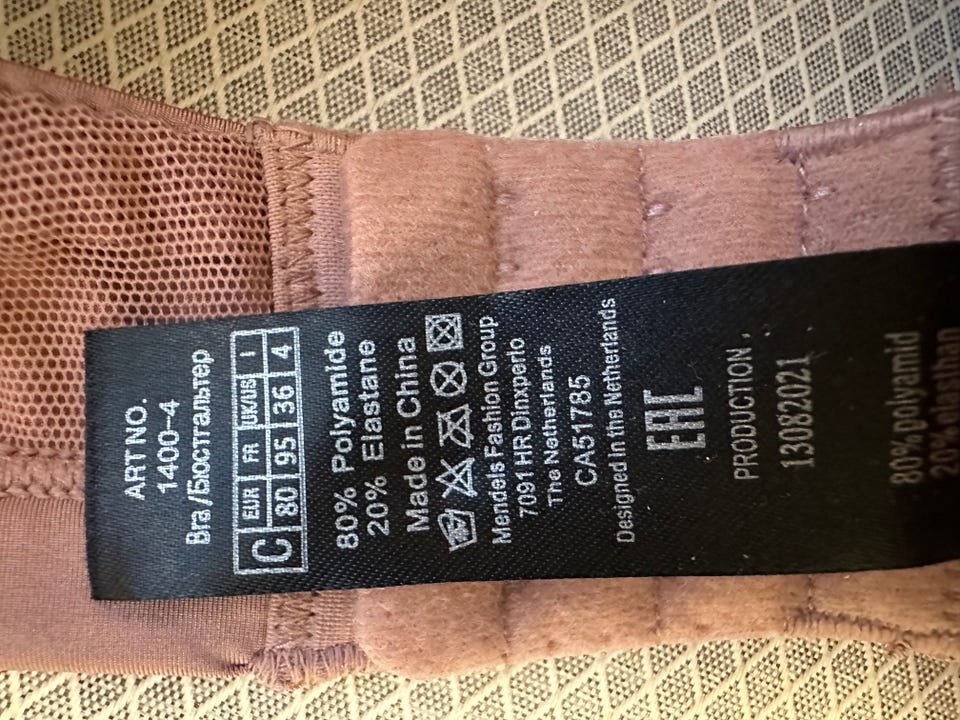 ART NO.
1400-4
Bra/Бюстгальтер
C EUR FR UK/US I
80 95 36 4
80% Polyamide
20% Elastane
Made in China
Mendels Fashion Group
7091 HR Dinxperlo
The Netherlands
CA51785
Designed in the Netherlands
EAC
PRODUCTION.
13082021
80%polyamid
20%elasthan